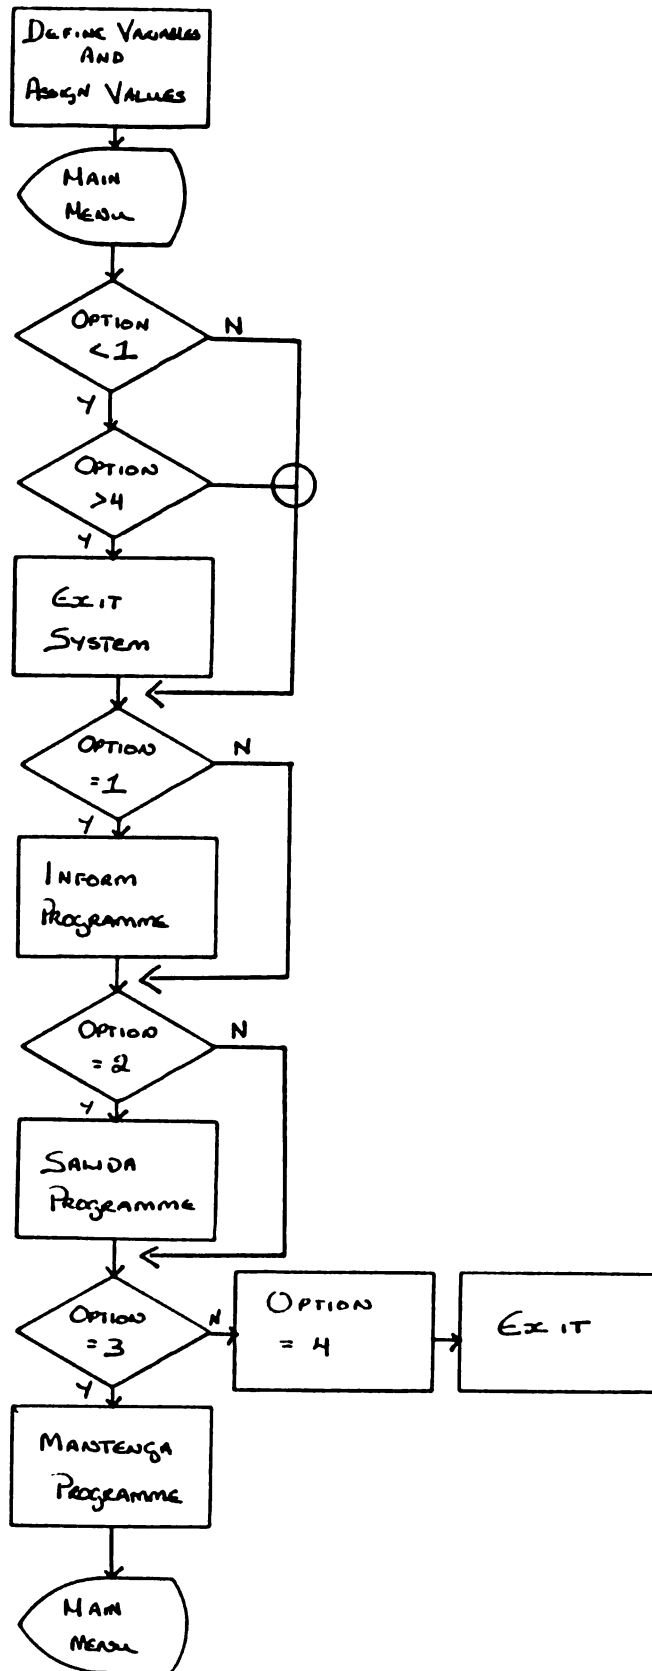 DEFINE VARIABLES
AND
ASSIGN VALUES
MAIN
MENU
OPTION
<1
N
Y
OPTION
>4
Y
EXIT
SYSTEM
OPTION
=1
N
Y
INFORM
PROGRAMME
OPTION
=2
N
Y
SALIDA
PROGRAMME
OPTION
=3
N
OPTION
= 4
EXIT
Y
MANTENGA
PROGRAMME
MAIN
MENU